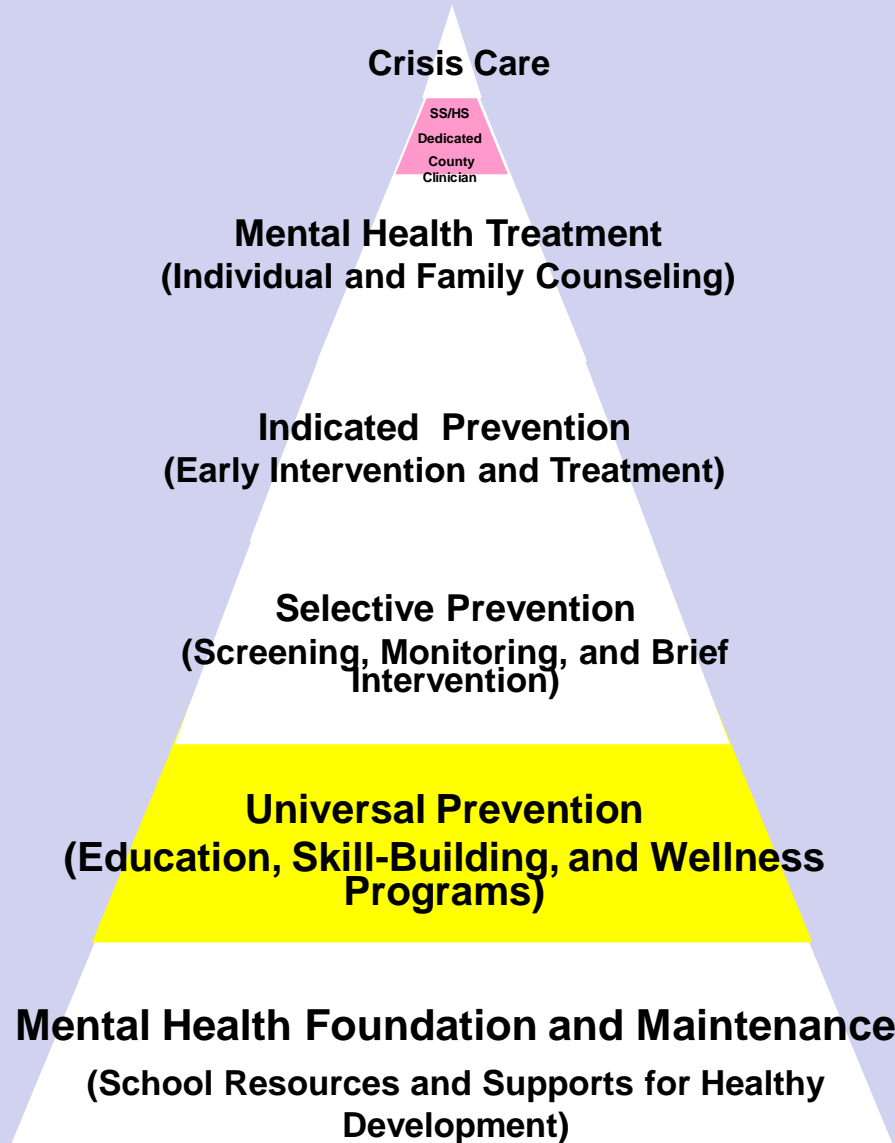 Crisis Care
SS/HS
Dedicated
County
Clinician
Mental Health Treatment
(Individual and Family Counseling)
Indicated  Prevention
(Early Intervention and Treatment)
Selective Prevention
(Screening, Monitoring, and Brief
Intervention)
Universal Prevention
(Education, Skill-Building, and Wellness
Programs)
Mental Health Foundation and Maintenance
(School Resources and Supports for Healthy
Development)